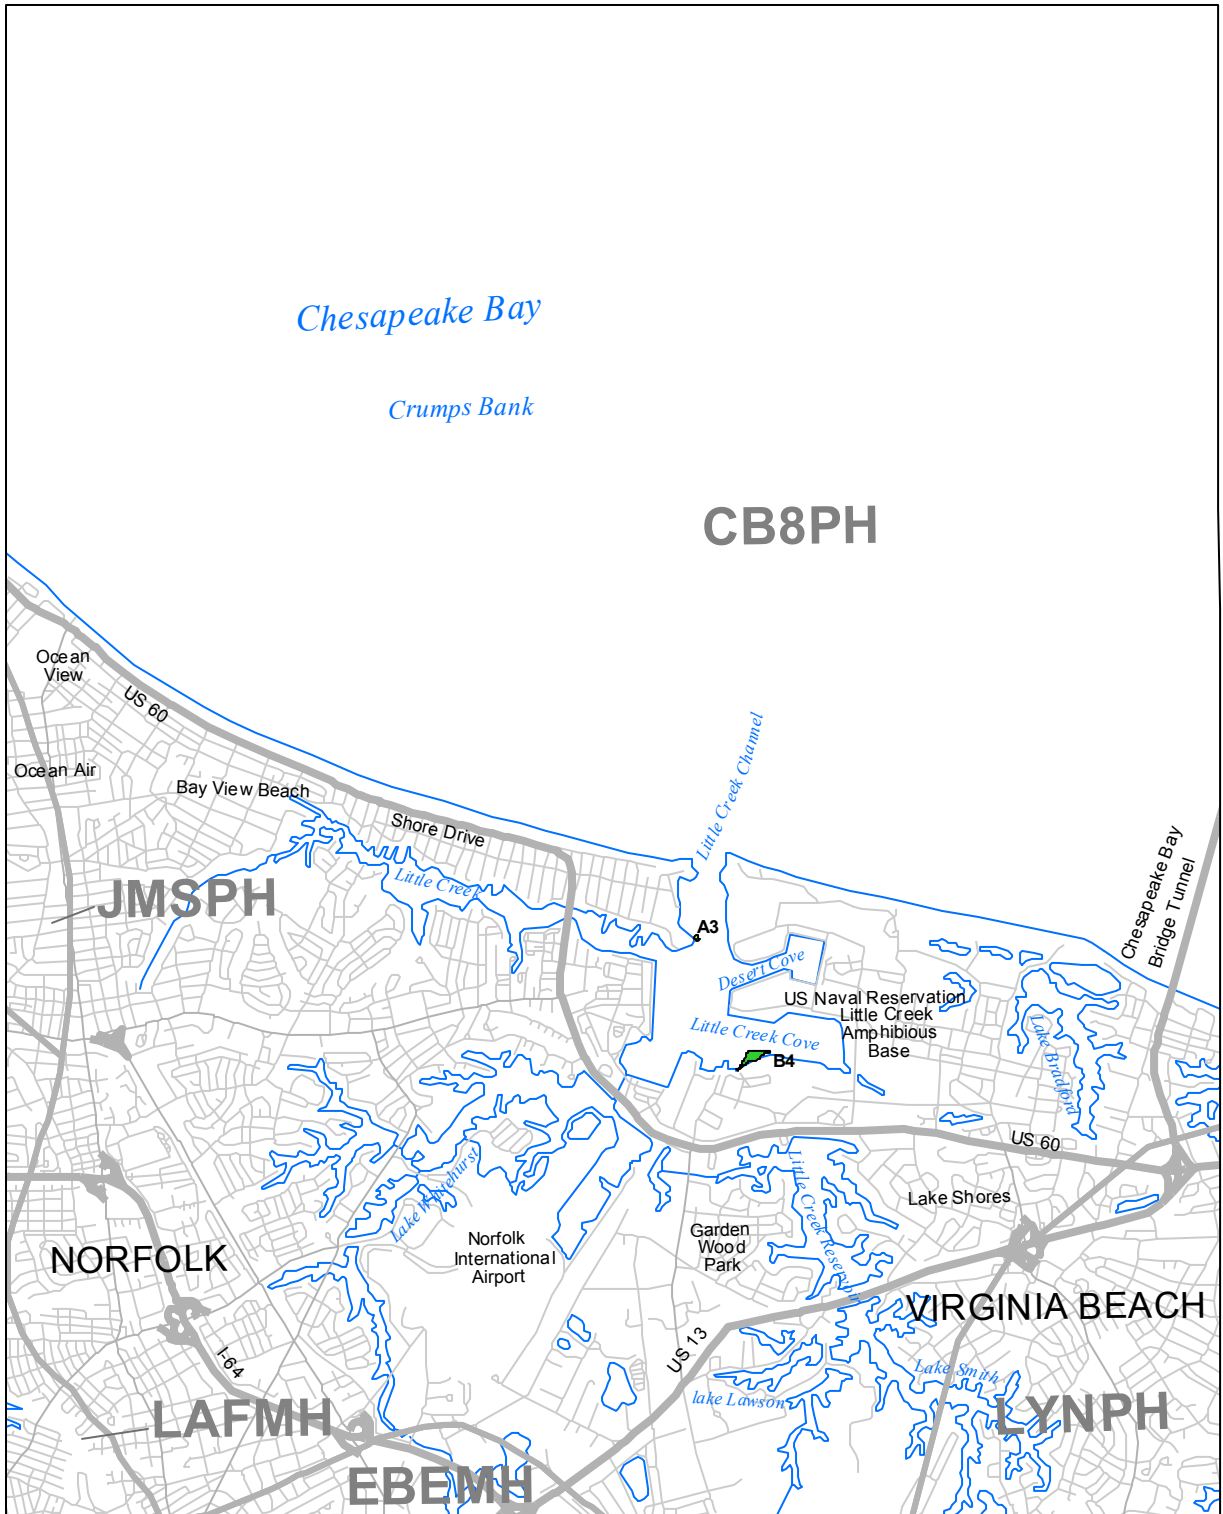 Chesapeake Bay
Crumps Bank
CB8PH
Ocean
View
US 60
Little Creek Channel
Ocean Air
Bay View Beach
Shore Drive
Chesapeake Bay
Bridge Tunnel
Little Creek
JMSPH
A3
Desert Cove
US Naval Reservation
Little Creek
Amphibious
Base
Little Creek Cove
B4
Lake Bradford
US 60
Lake Whitehurst
Little Creek Reservoir
Lake Shores
Norfolk
International
Airport
Garden
Wood
Park
NORFOLK
VIRGINIA BEACH
I-64
US 13
Lake Smith
lake Lawson
LAFMH
LYNPH
EBEMH